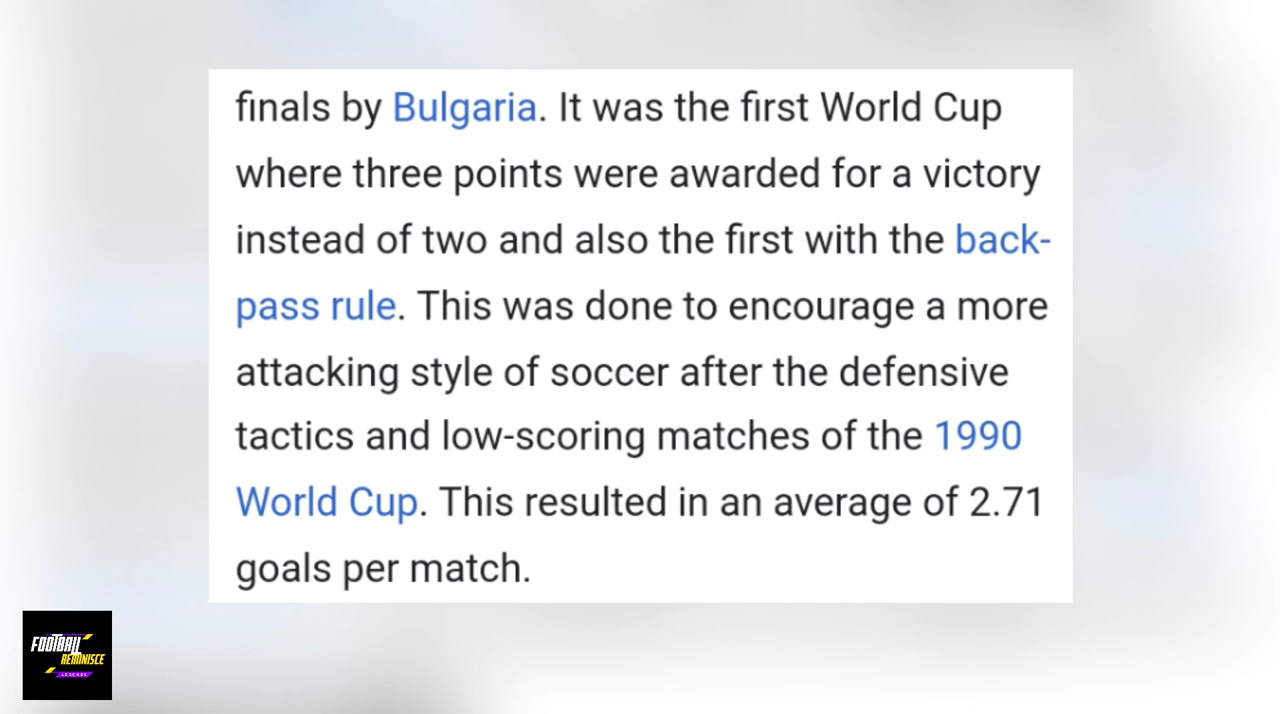 finals by Bulgaria. It was the first World Cup
where three points were awarded for a victory
instead of two and also the first with the back-
pass rule. This was done to encourage a more
attacking style of soccer after the defensive
tactics and low-scoring matches of the 1990
World Cup. This resulted in an average of 2.71
goals per match.
FOOTBALL
REMINISCE
LEGENDS